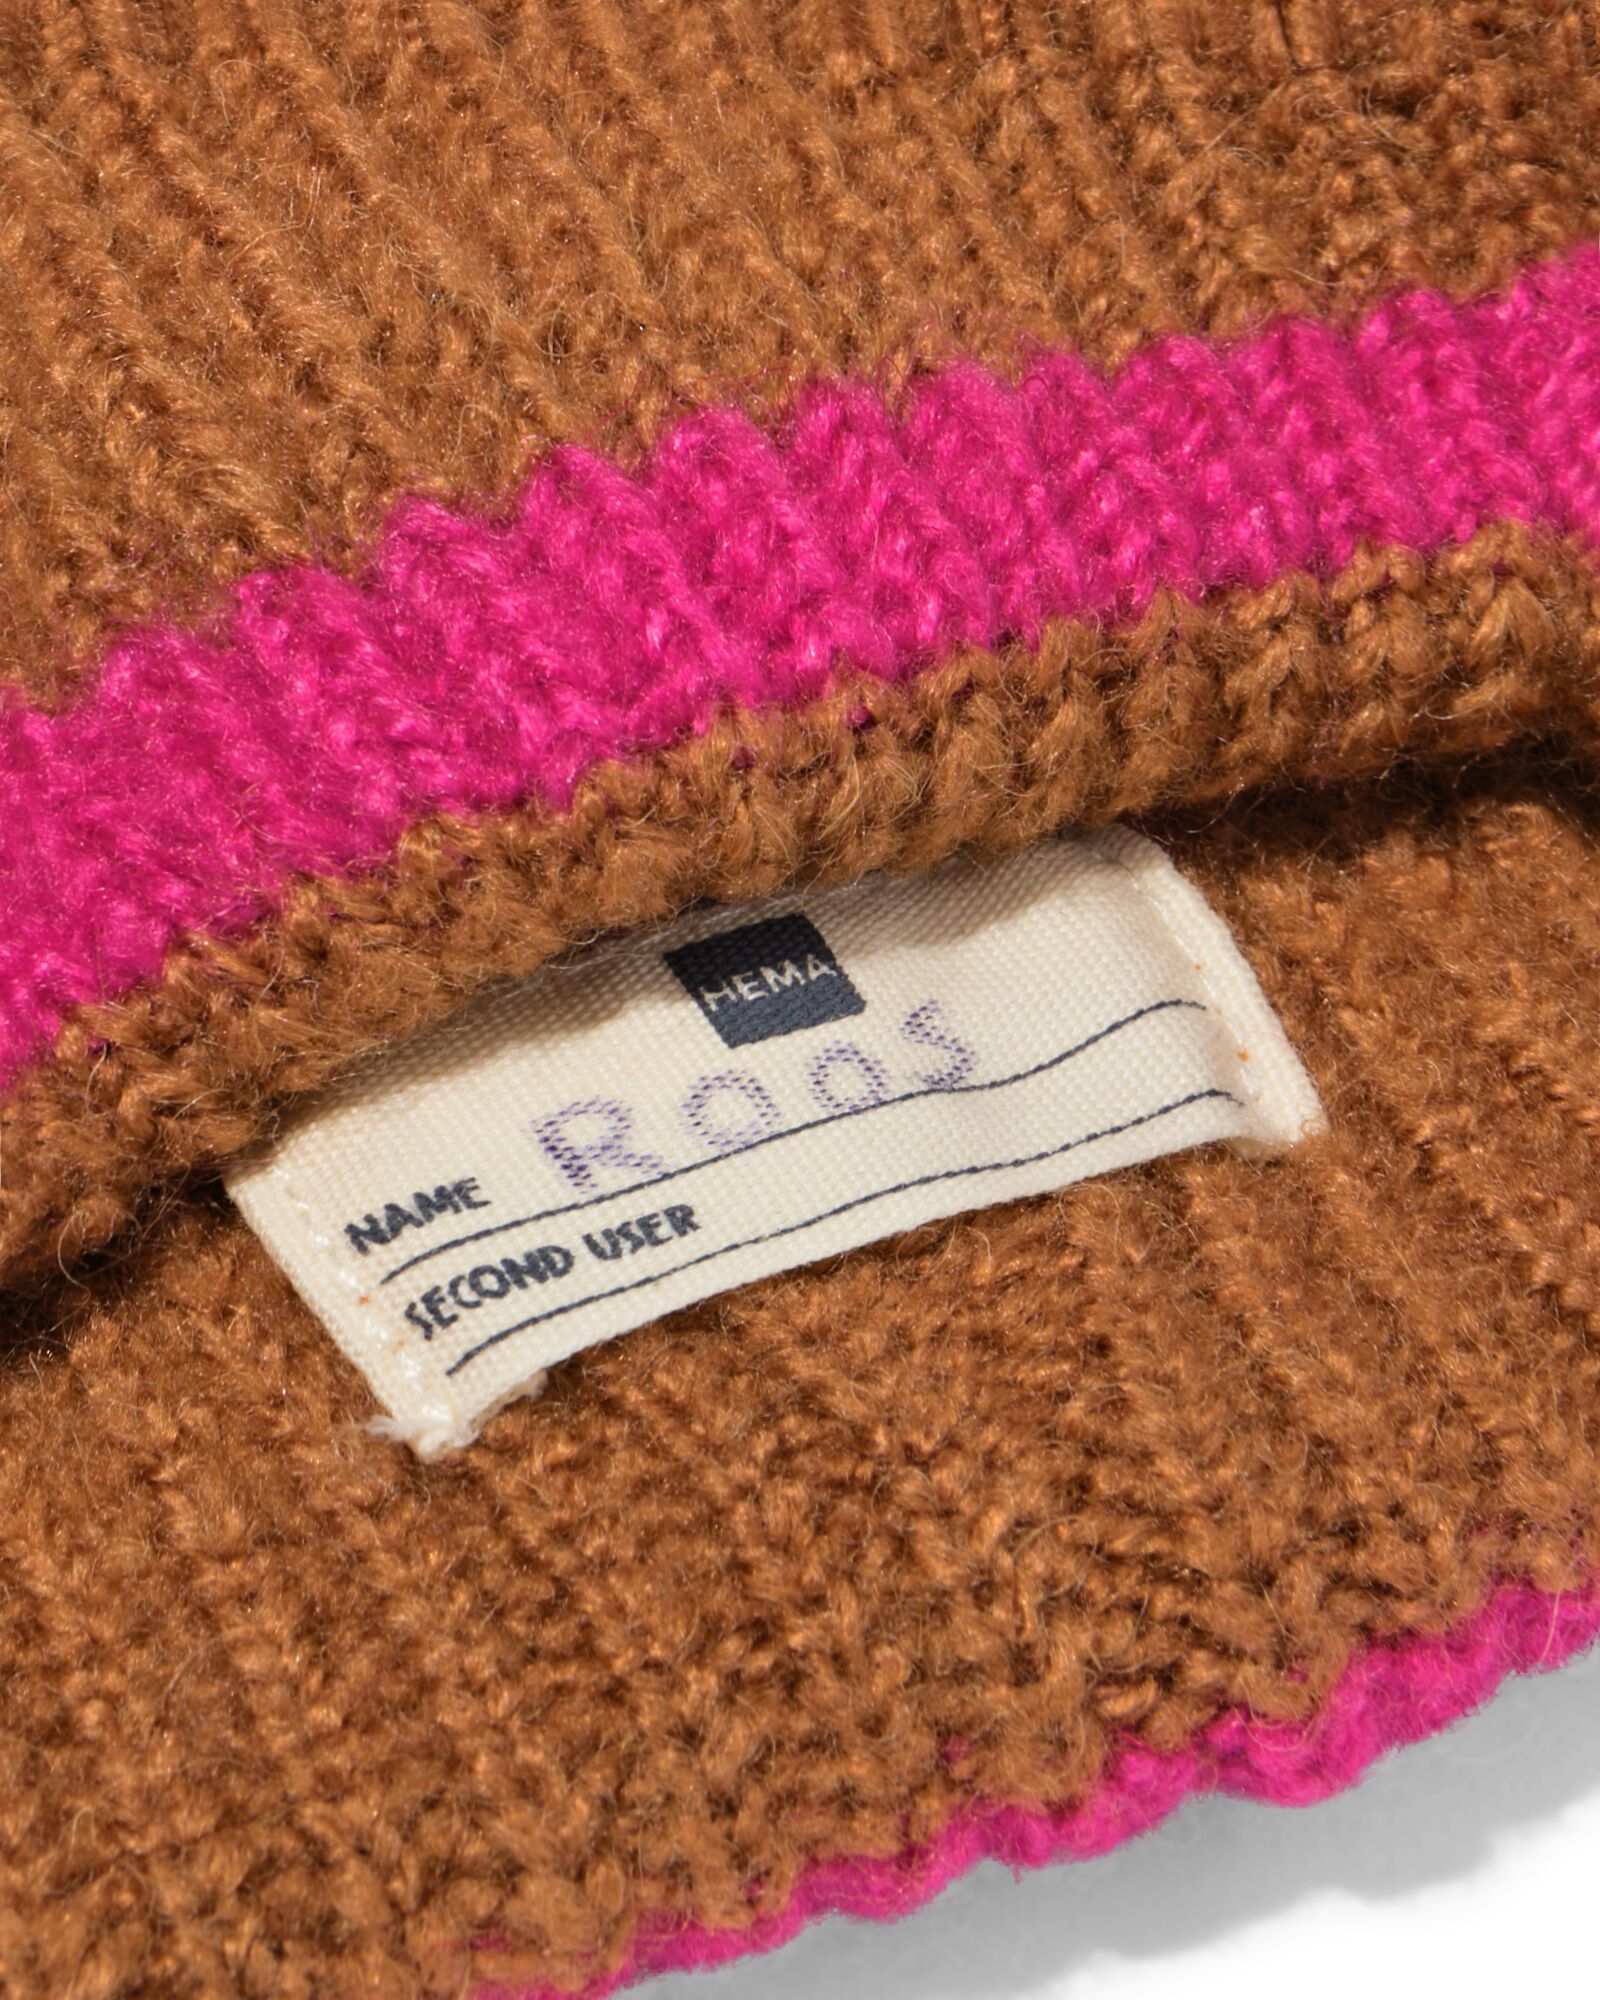 HEMA
NAME Roos
SECOND USER